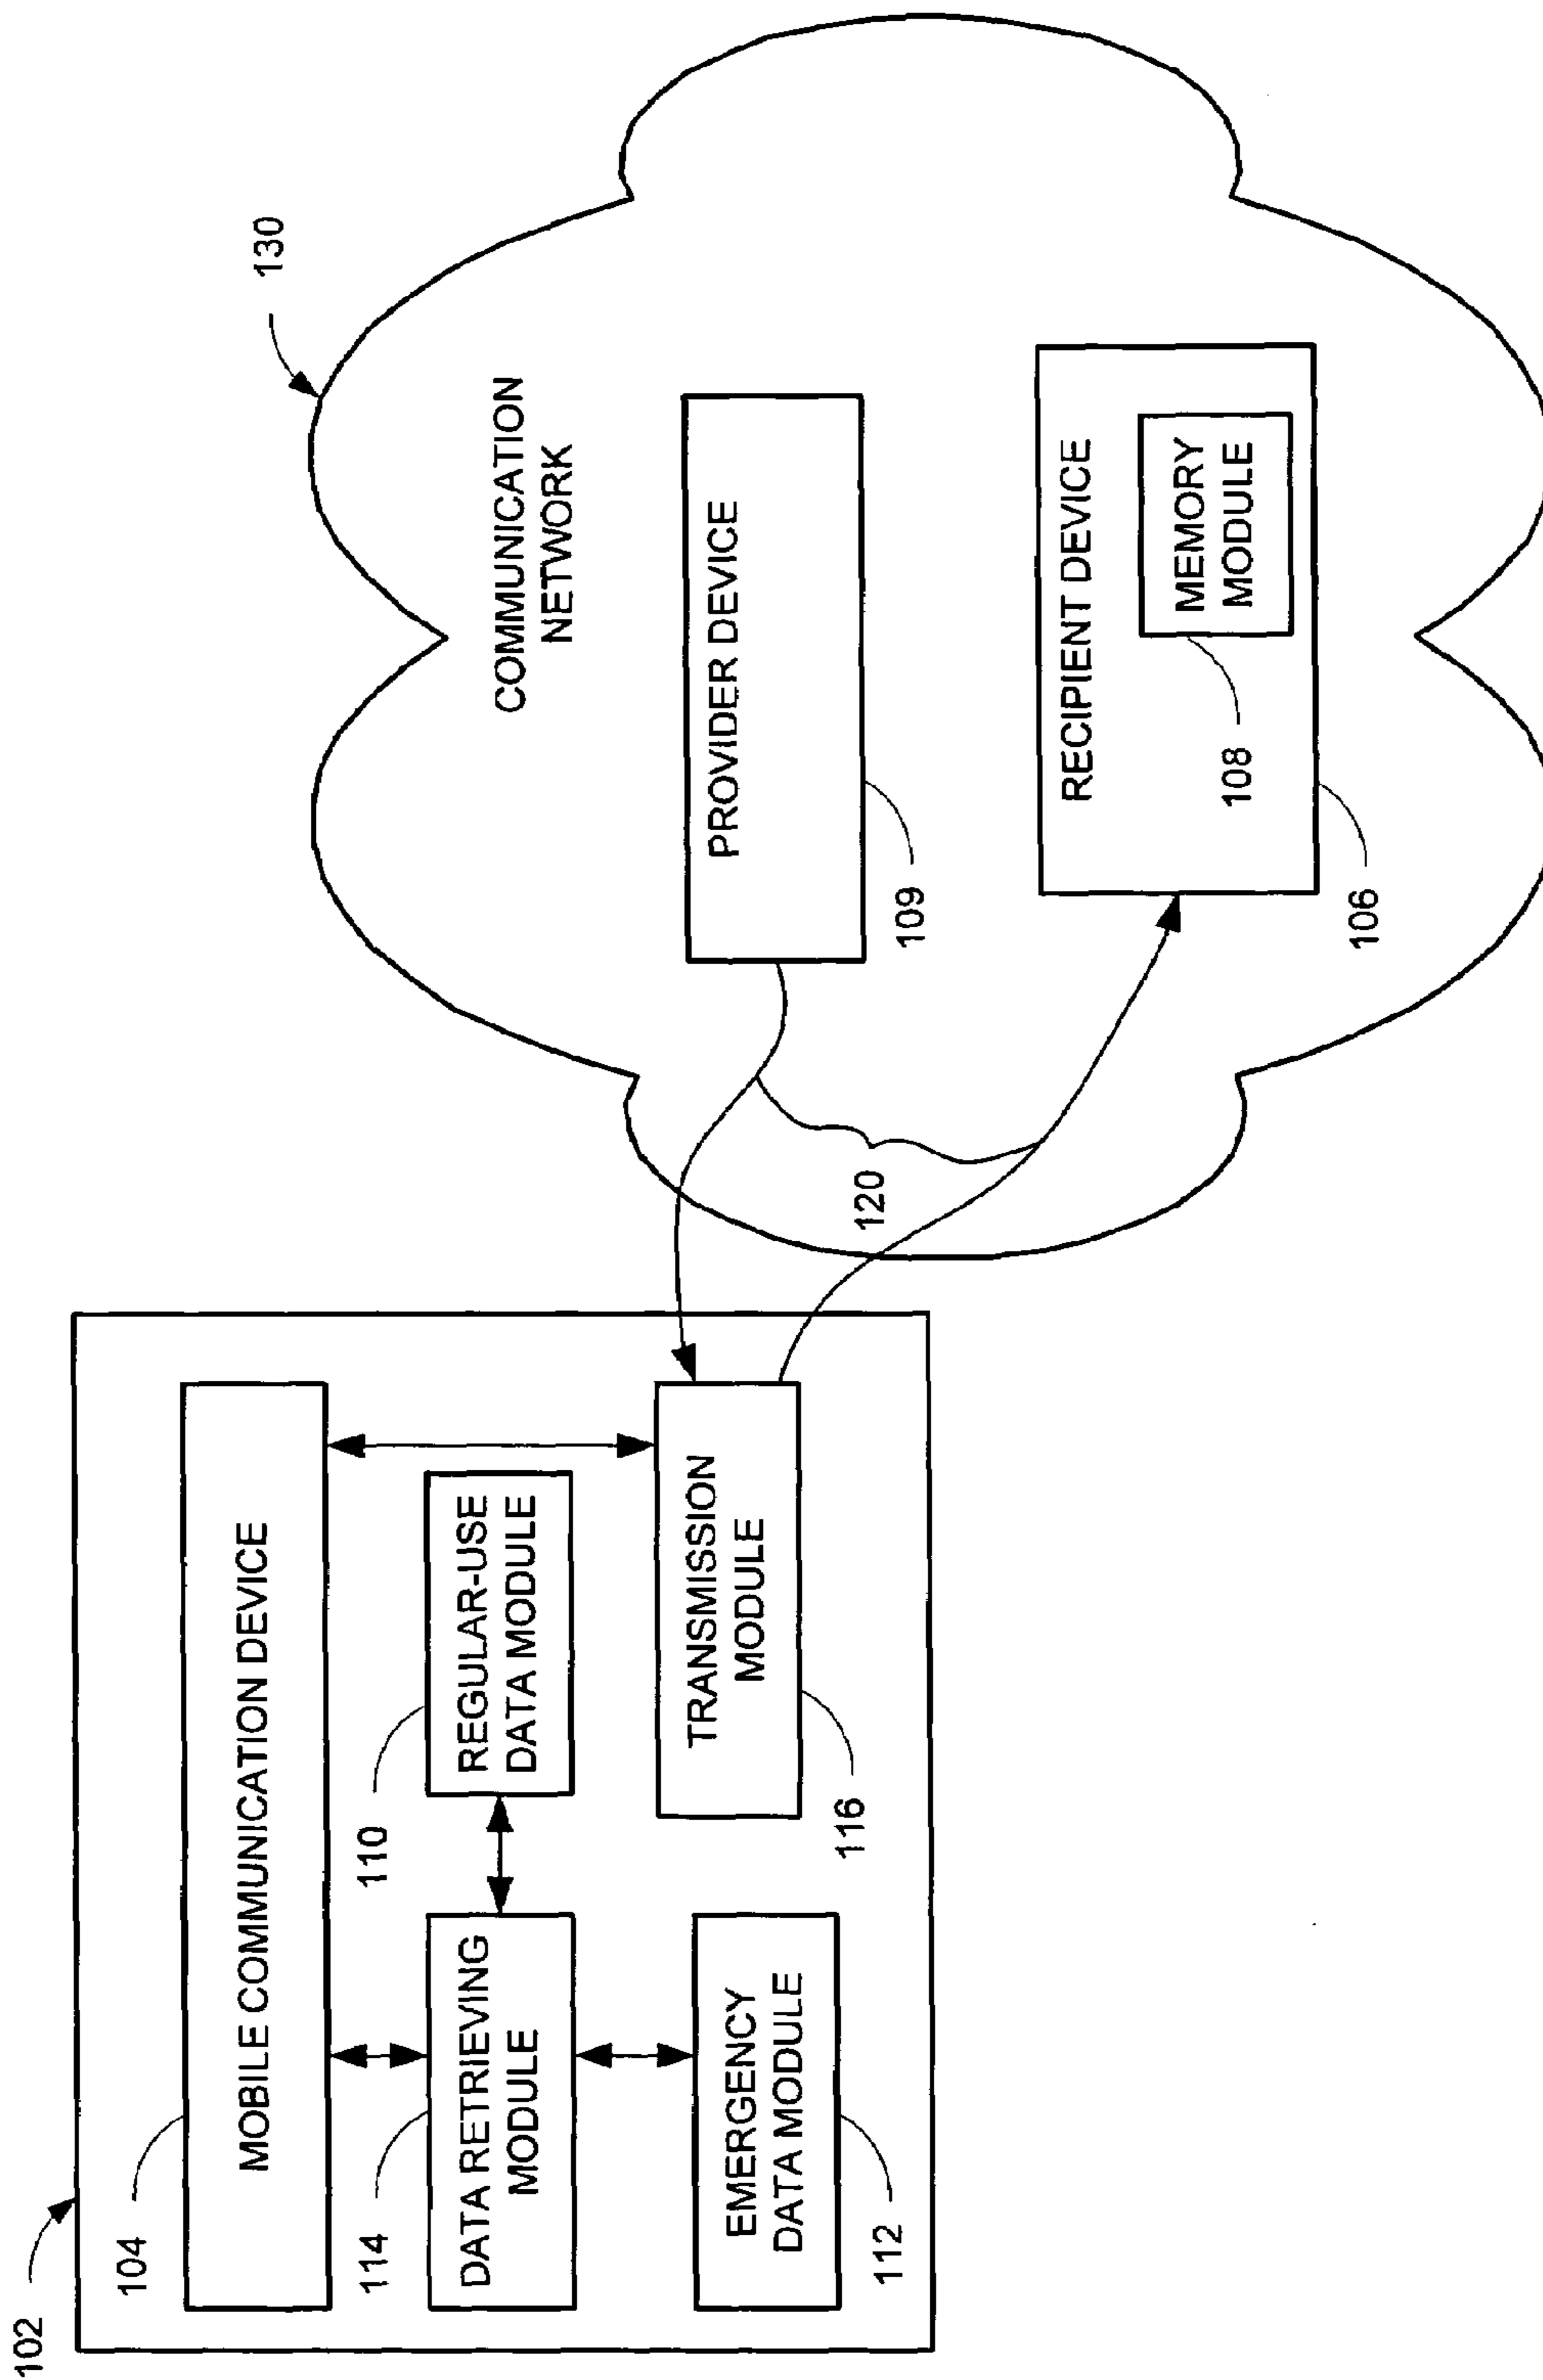 102
104
MOBILE COMMUNICATION DEVICE
114
DATA RETRIEVING
MODULE
110
REGULAR-USE
DATA MODULE
EMERGENCY
DATA MODULE
112
TRANSMISSION
MODULE
116
120
130
COMMUNICATION
NETWORK
PROVIDER DEVICE
109
RECIPIENT DEVICE
MEMORY
MODULE
108
106